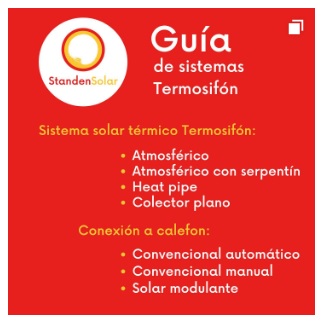 Guía
de sistemas
Termosifón
StandenSolar
Sistema solar térmico Termosifón:
• Atmosférico
• Atmosférico con serpentín
• Heat pipe
• Colector plano
Conexión a calefon:
• Convencional automático
• Convencional manual
• Solar modulante